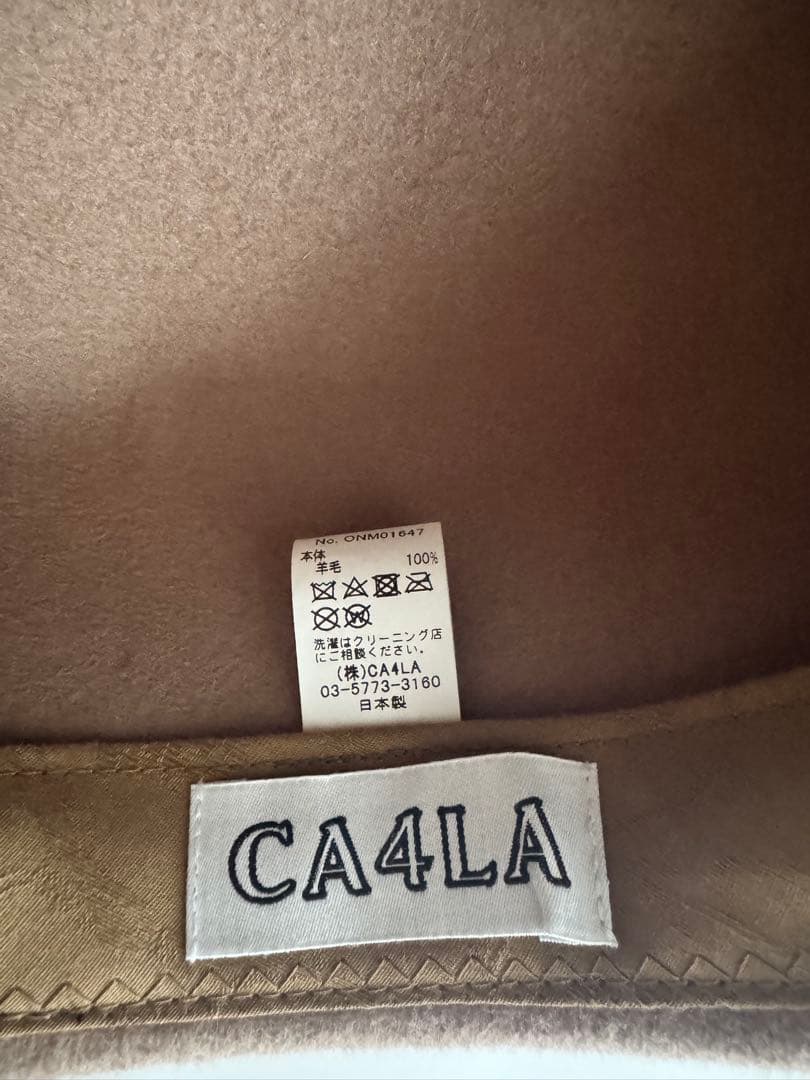 No. ONM01647
本体
羊毛 100%
洗濯はクリーニング店
にご相談ください。
(株)CA4LA
03-5773-3160
日本製
CA4LA